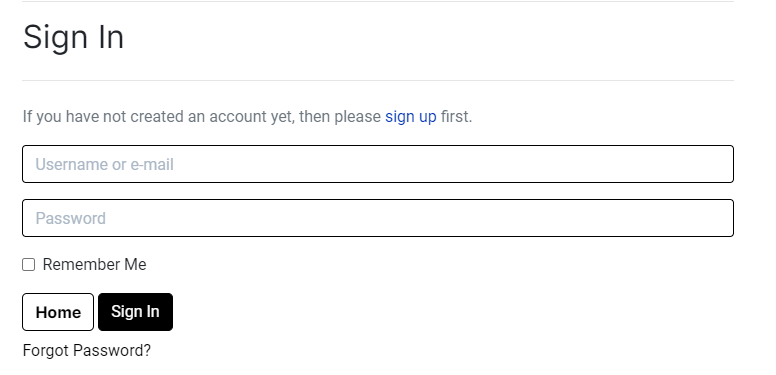 Sign In
If you have not created an account yet, then please sign up first.
Username or e-mail
Password
Remember Me
Home Sign In
Forgot Password?